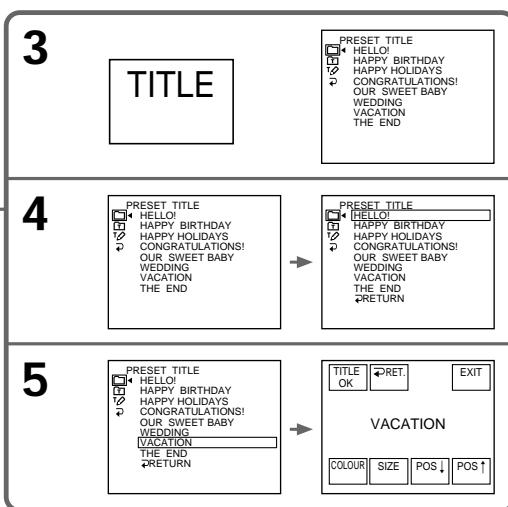 3
TITLE
PRESET TITLE
HELLO!
HAPPY BIRTHDAY
HAPPY HOLIDAYS
CONGRATULATIONS!
OUR SWEET BABY
WEDDING
VACATION
THE END
4
PRESET TITLE
HELLO!
HAPPY BIRTHDAY
HAPPY HOLIDAYS
CONGRATULATIONS!
OUR SWEET BABY
WEDDING
VACATION
THE END
PRESET TITLE
HELLO!
HAPPY BIRTHDAY
HAPPY HOLIDAYS
CONGRATULATIONS!
OUR SWEET BABY
WEDDING
VACATION
THE END
RETURN
5
PRESET TITLE
HELLO!
HAPPY BIRTHDAY
HAPPY HOLIDAYS
CONGRATULATIONS!
OUR SWEET BABY
WEDDING
VACATION
THE END
RETURN
TITLE OK RET. EXIT
VACATION
COLOUR SIZE POS↓ POS↑